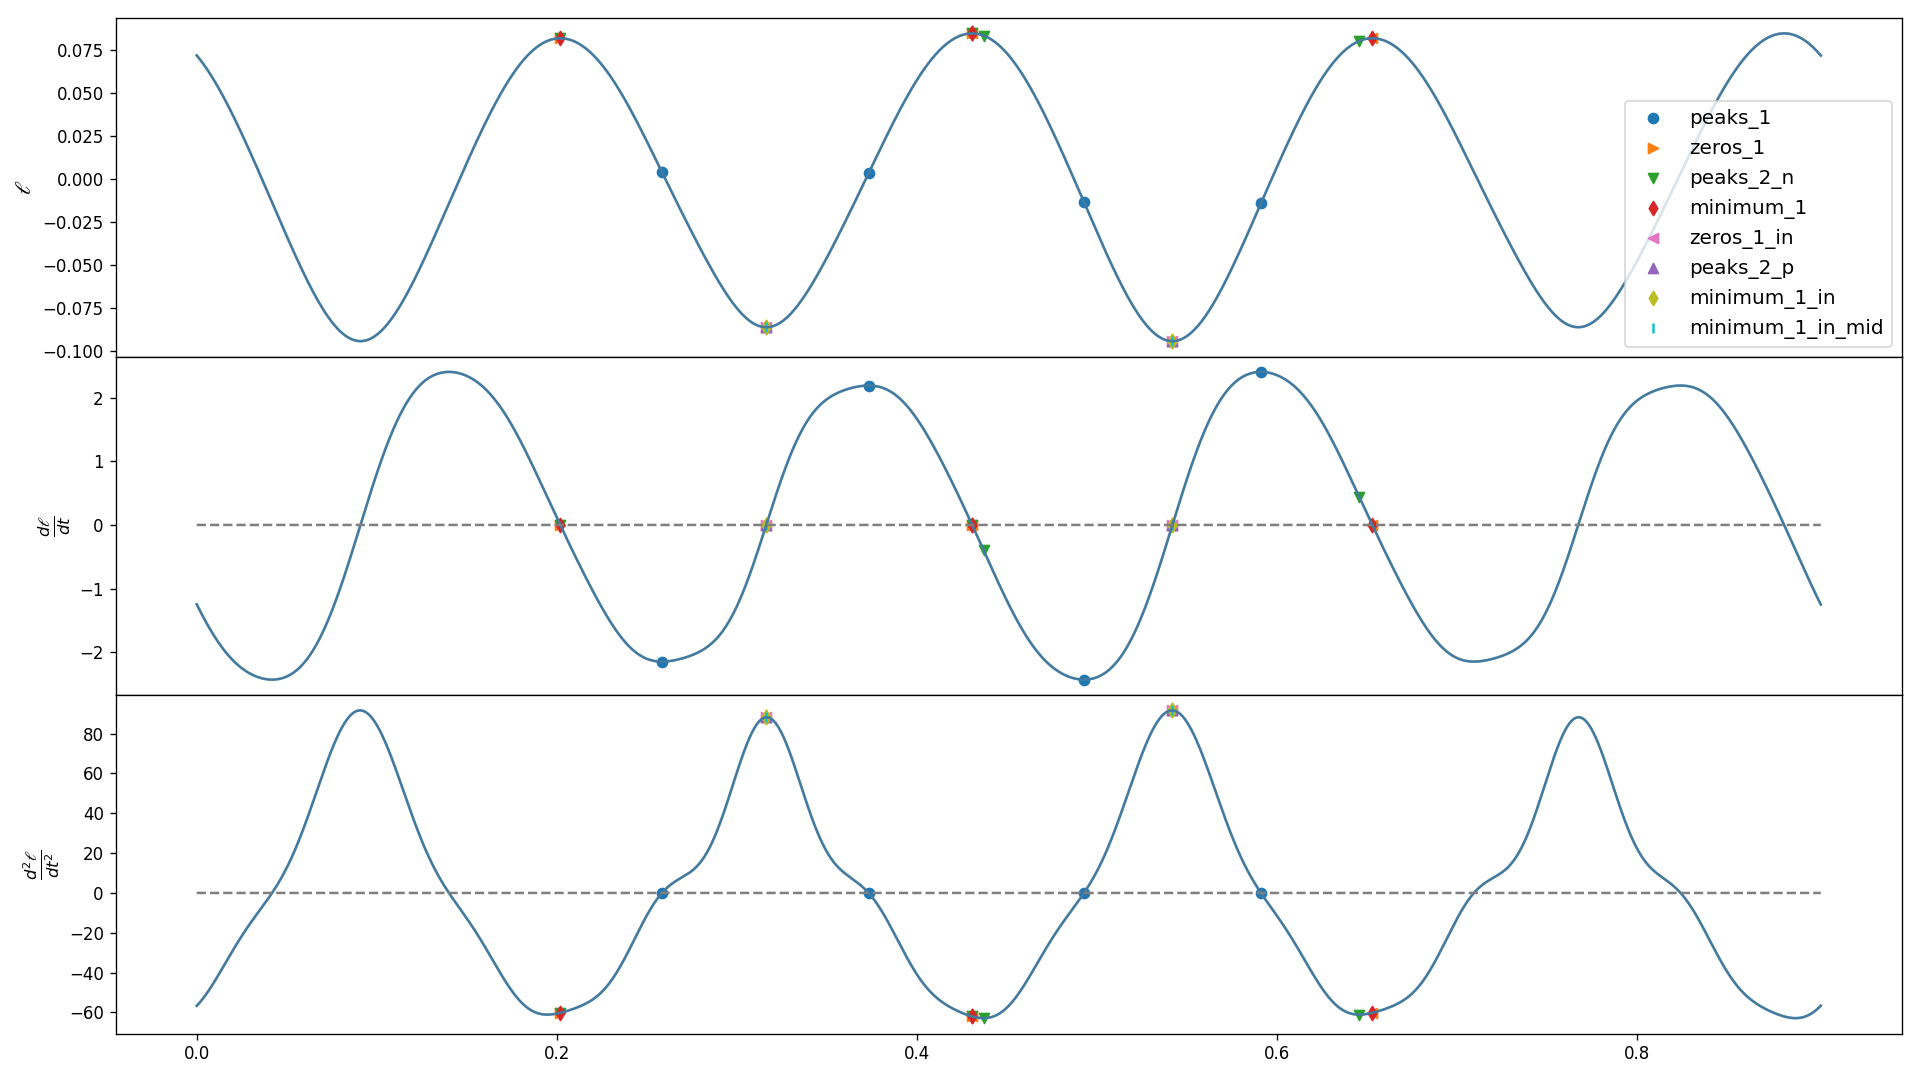 0.075
0.050
0.025
0.000
−0.025
−0.050
−0.075
−0.100
ℓ
peaks_1
zeros_1
peaks_2_n
minimum_1
zeros_1_in
peaks_2_p
minimum_1_in
minimum_1_in_mid
2
1
0
−1
−2
dℓ
dt
80
60
40
20
0
−20
−40
−60
d²ℓ
dt²
0.0 0.2 0.4 0.6 0.8